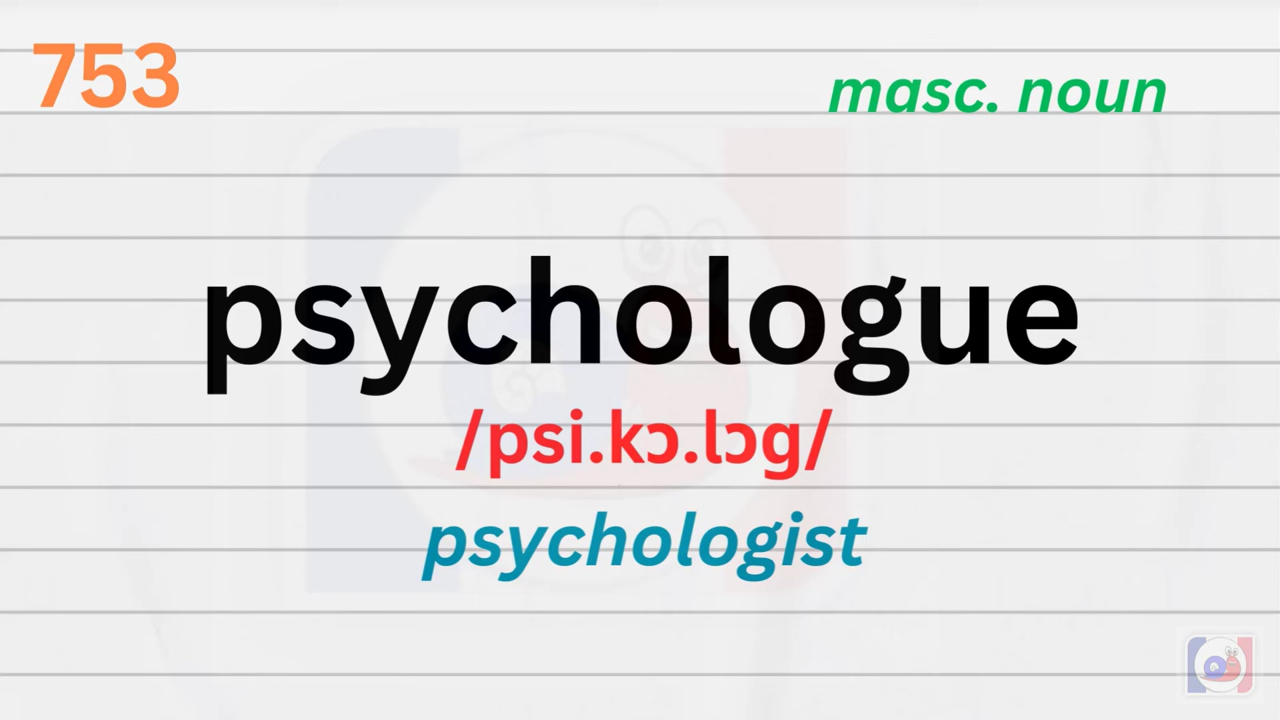 753
masc. noun
psychologue
/psi.kɔ.lɔg/
psychologist